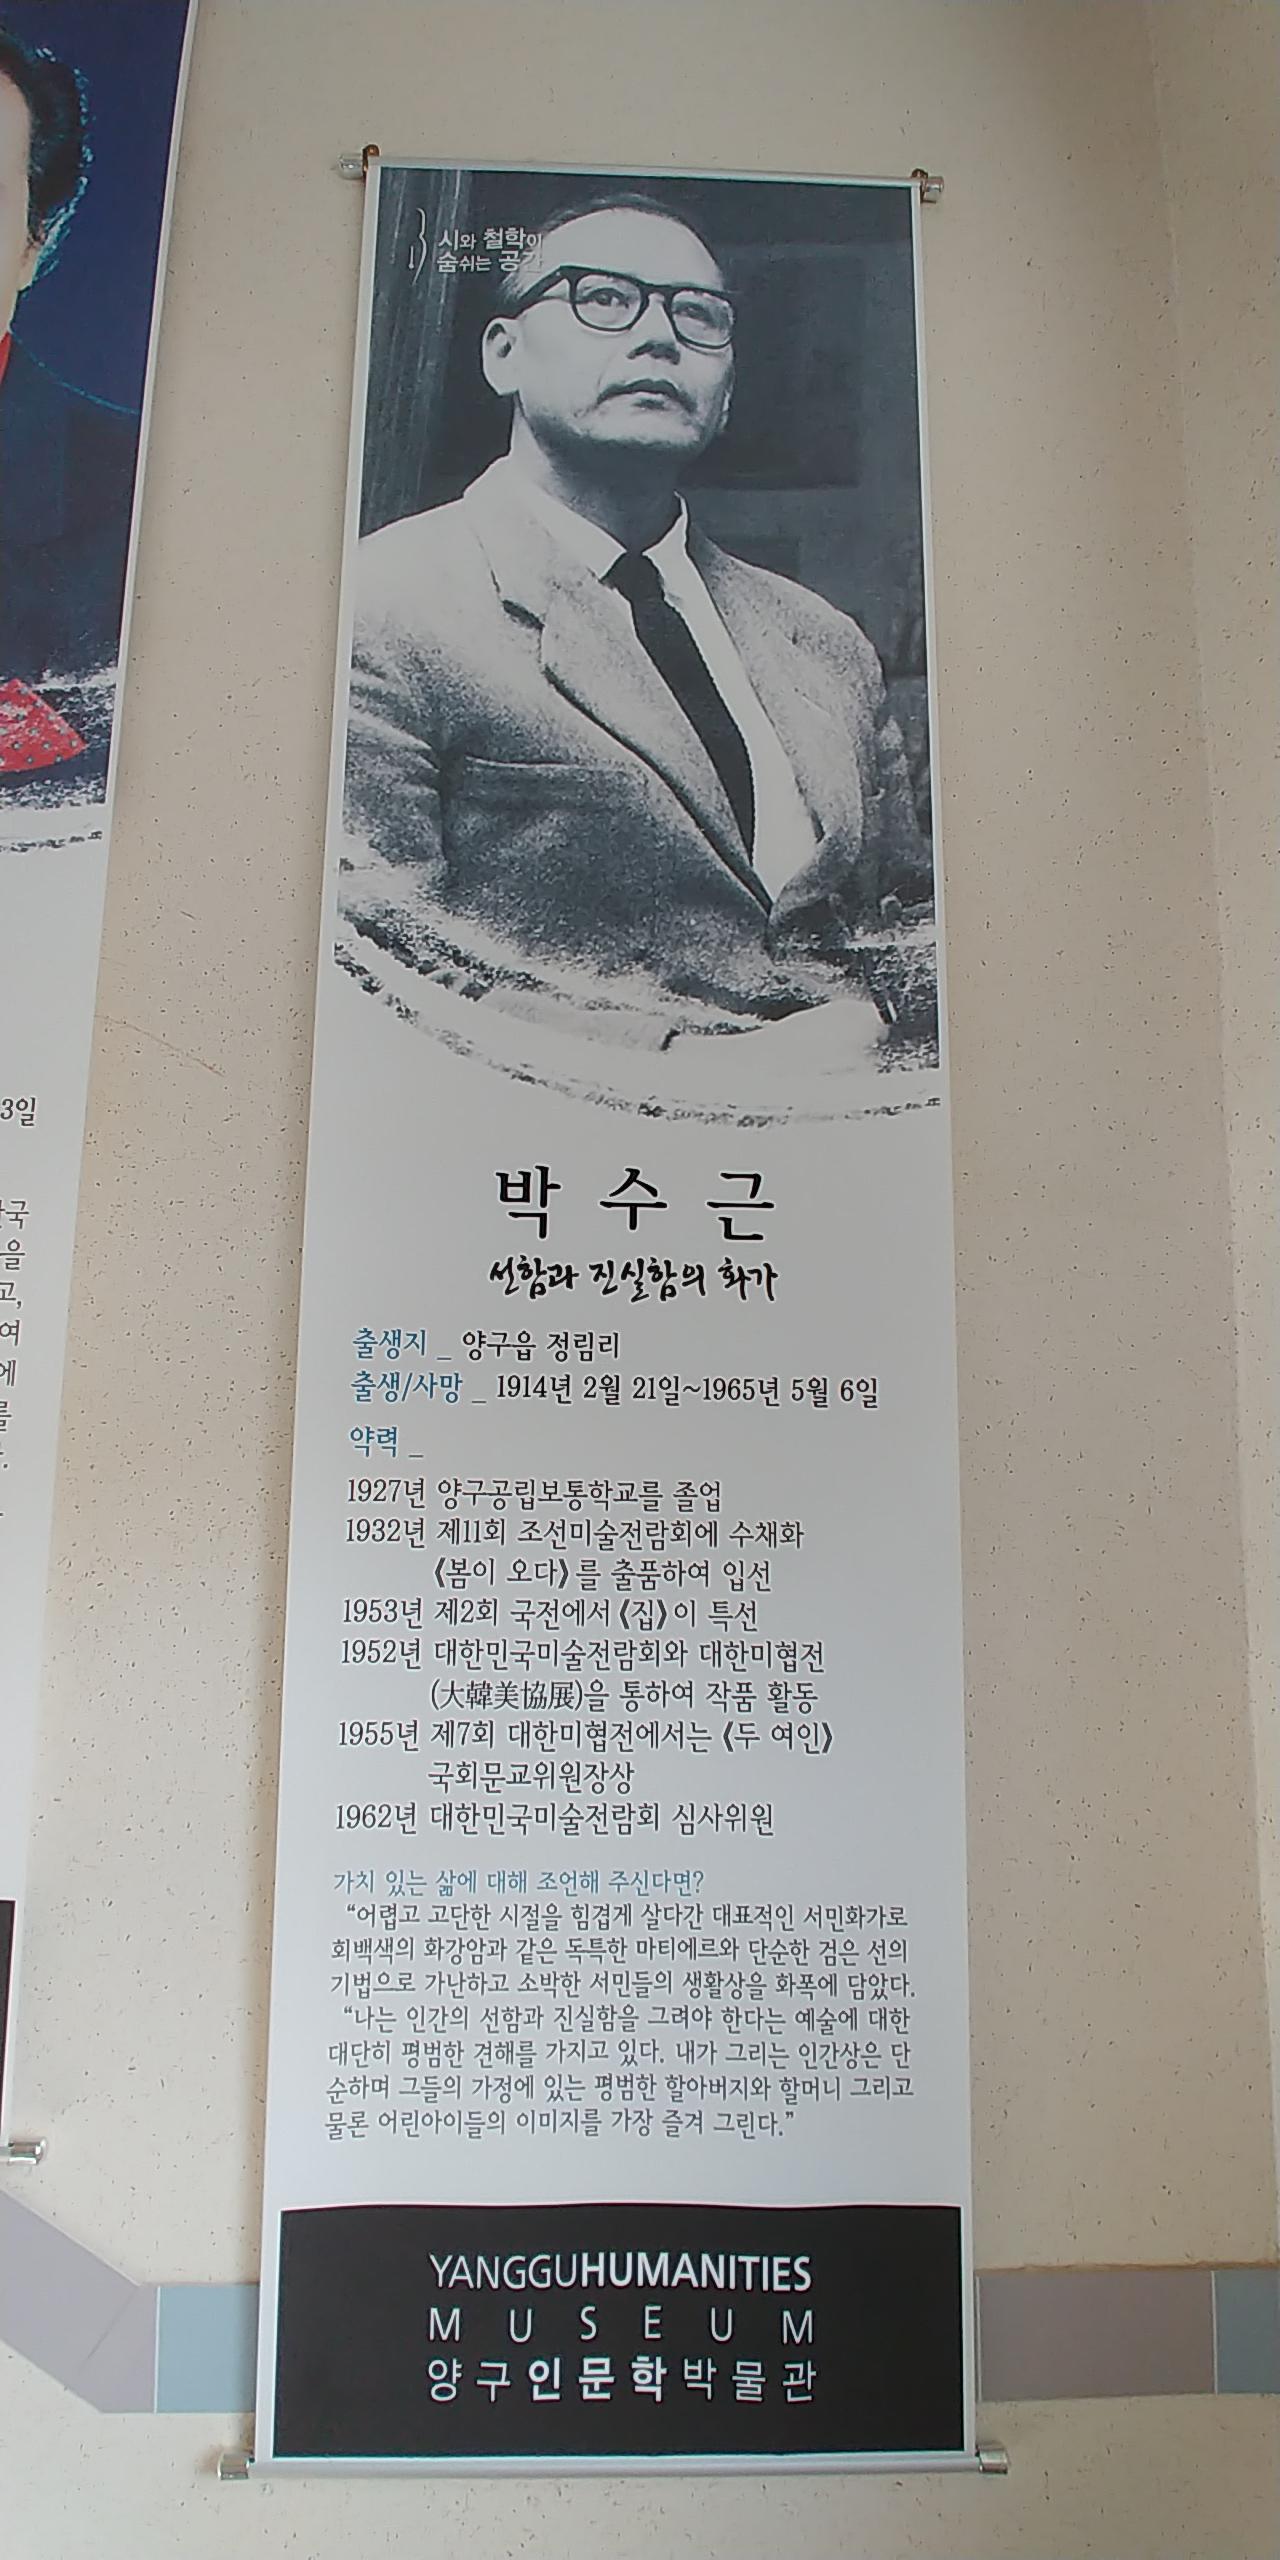 시와 철학이
숨쉬는 공간
박 수 근
선함과 진실함의 화가
출생지 _ 양구읍 정림리
출생/사망 _ 1914년 2월 21일~1965년 5월 6일
약력 _
1927년 양구공립보통학교를 졸업
1932년 제11회 조선미술전람회에 수채화
《봄이 오다》를 출품하여 입선
1953년 제2회 국전에서《집》이 특선
1952년 대한민국미술전람회와 대한미협전
(大韓美協展)을 통하여 작품 활동
1955년 제7회 대한미협전에서는 《두 여인》
국회문교위원장상
1962년 대한민국미술전람회 심사위원
가치 있는 삶에 대해 조언해 주신다면?
“어렵고 고단한 시절을 힘겹게 살다간 대표적인 서민화가로
회백색의 화강암과 같은 독특한 마티에르와 단순한 검은 선의
기법으로 가난하고 소박한 서민들의 생활상을 화폭에 담았다.
“나는 인간의 선함과 진실함을 그려야 한다는 예술에 대한
대단히 평범한 견해를 가지고 있다. 내가 그리는 인간상은 단
순하며 그들의 가정에 있는 평범한 할아버지와 할머니 그리고
물론 어린아이들의 이미지를 가장 즐겨 그린다.”
YANGGUHUMANITIES
MUSEUM
양구인문학박물관
3일
국
을
고,
여
에
를